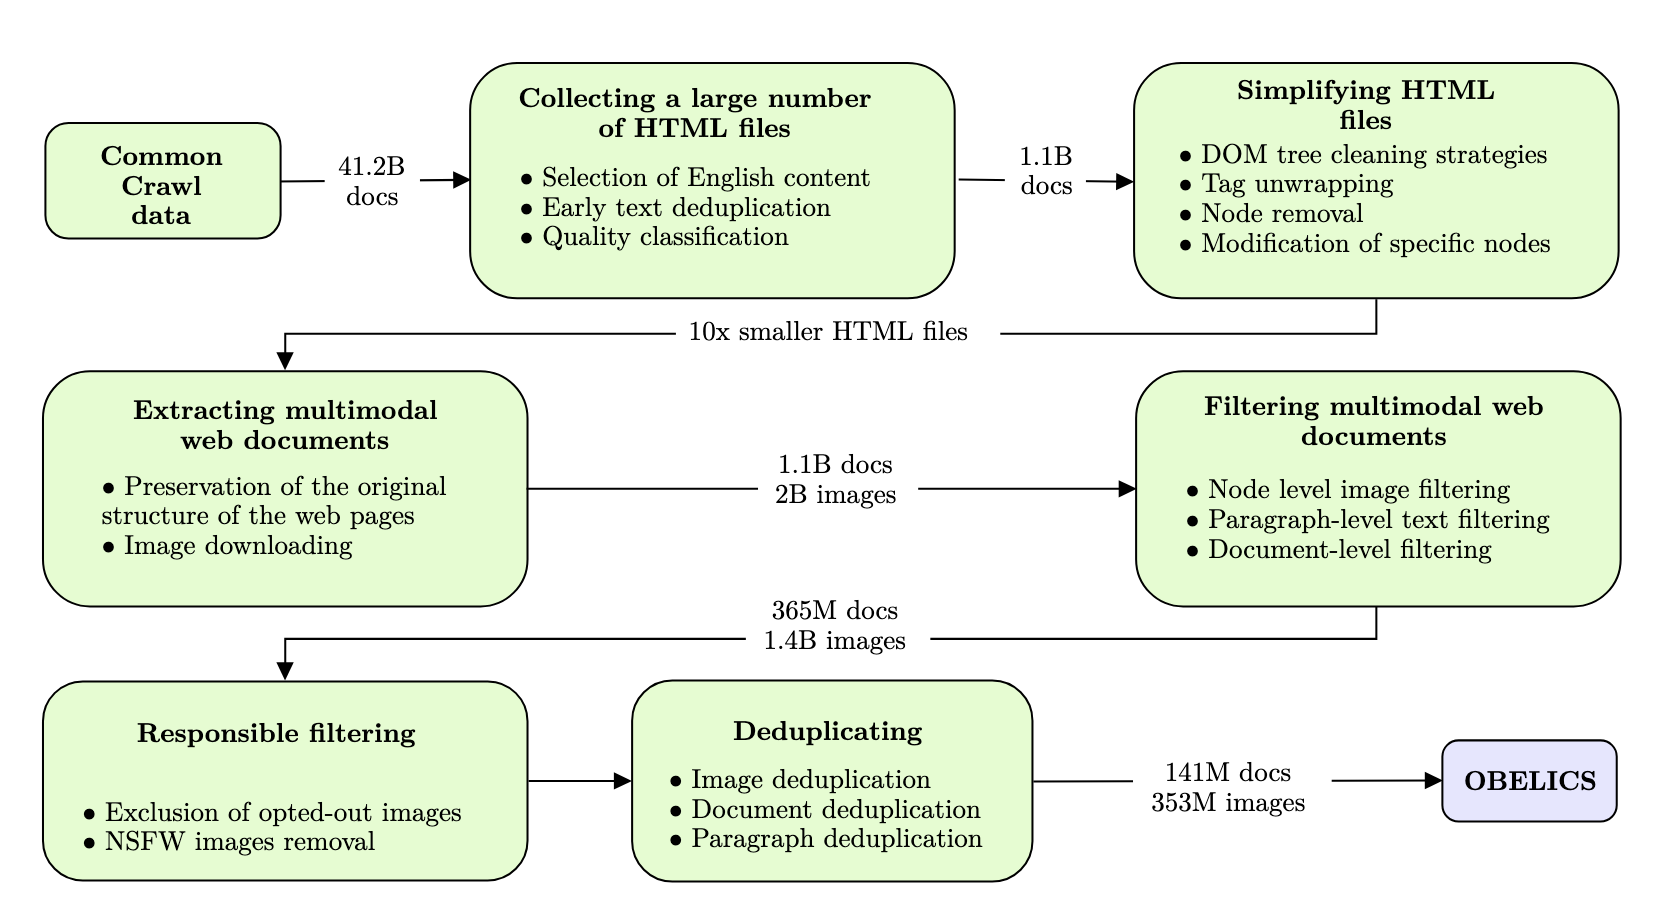 Common
Crawl
data
41.2B
docs
Collecting a large number
of HTML files
● Selection of English content
● Early text deduplication
● Quality classification
1.1B
docs
Simplifying HTML
files
● DOM tree cleaning strategies
● Tag unwrapping
● Node removal
● Modification of specific nodes
10x smaller HTML files
Extracting multimodal
web documents
● Preservation of the original
structure of the web pages
● Image downloading
1.1B docs
2B images
Filtering multimodal web
documents
● Node level image filtering
● Paragraph-level text filtering
● Document-level filtering
365M docs
1.4B images
Responsible filtering
● Exclusion of opted-out images
● NSFW images removal
Deduplicating
● Image deduplication
● Document deduplication
● Paragraph deduplication
141M docs
353M images
OBELICS